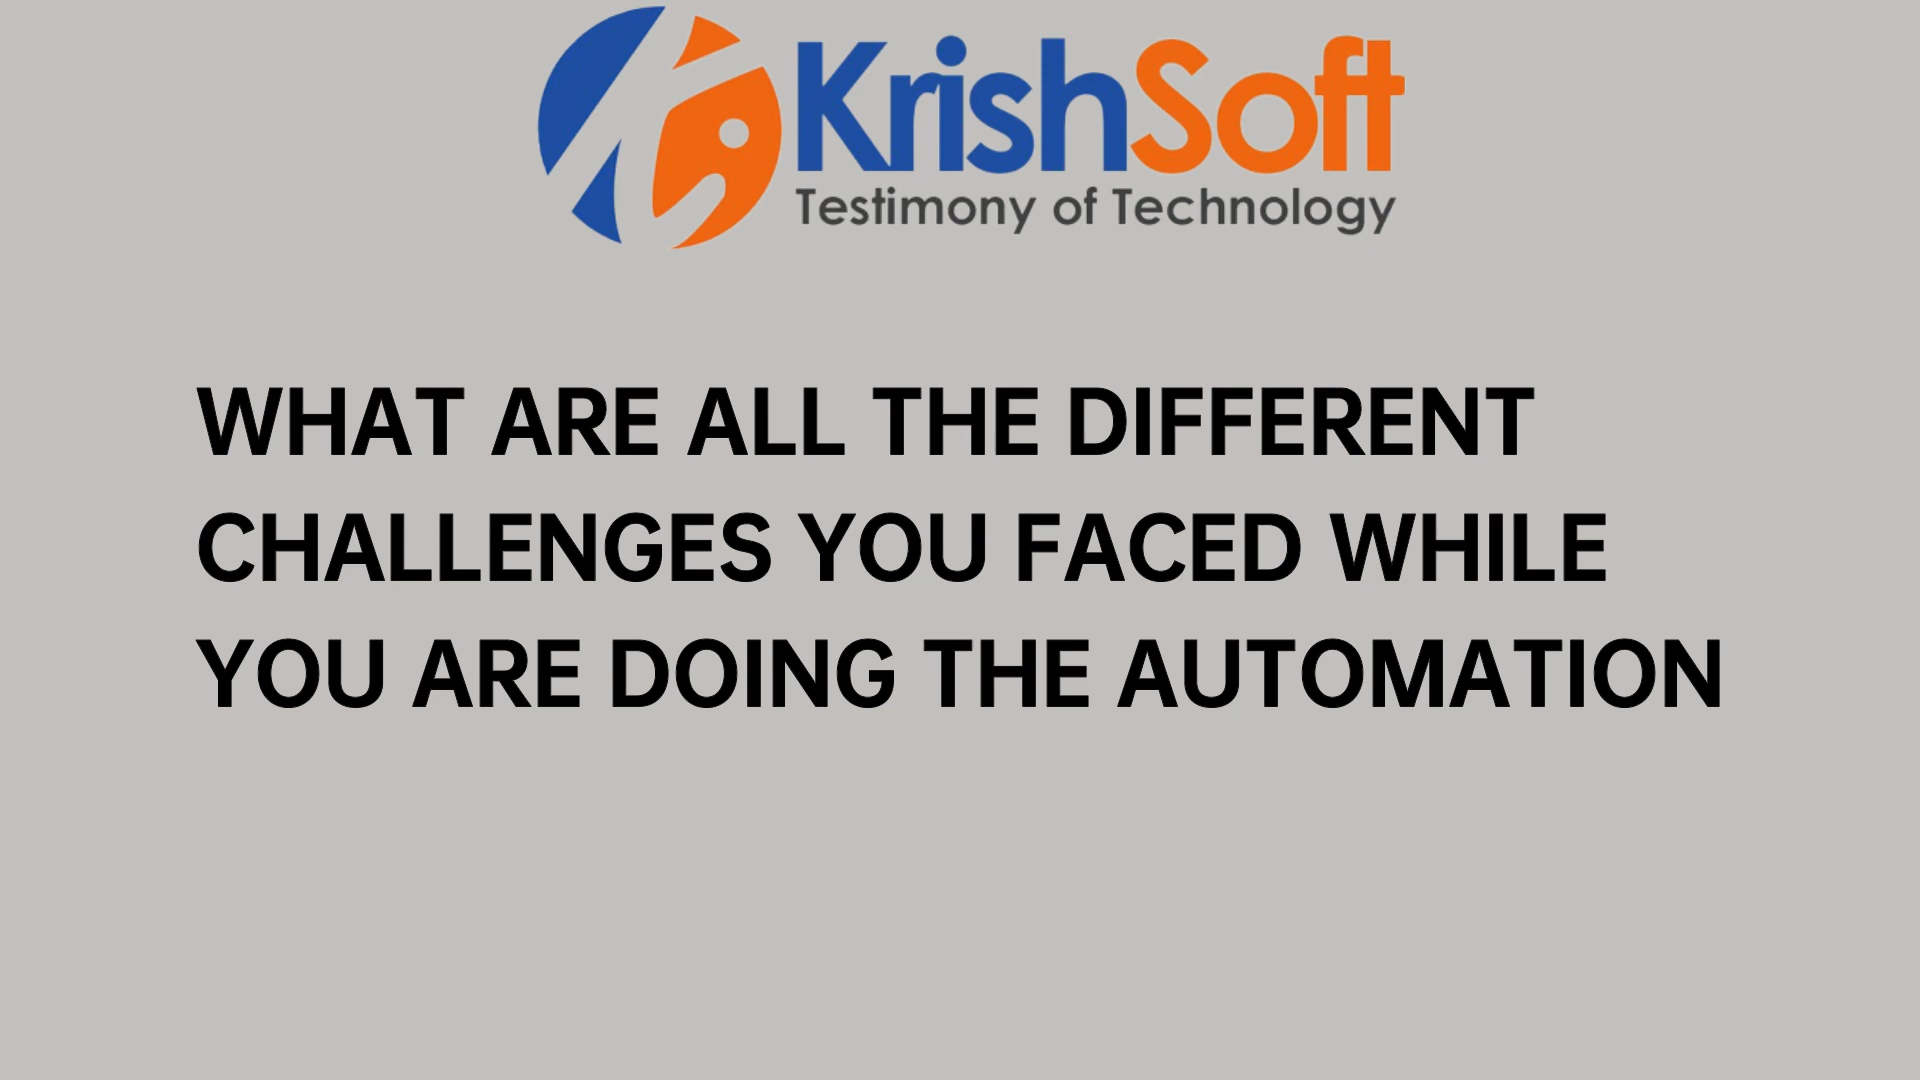 KrishSoft
Testimony of Technology
WHAT ARE ALL THE DIFFERENT
CHALLENGES YOU FACED WHILE
YOU ARE DOING THE AUTOMATION